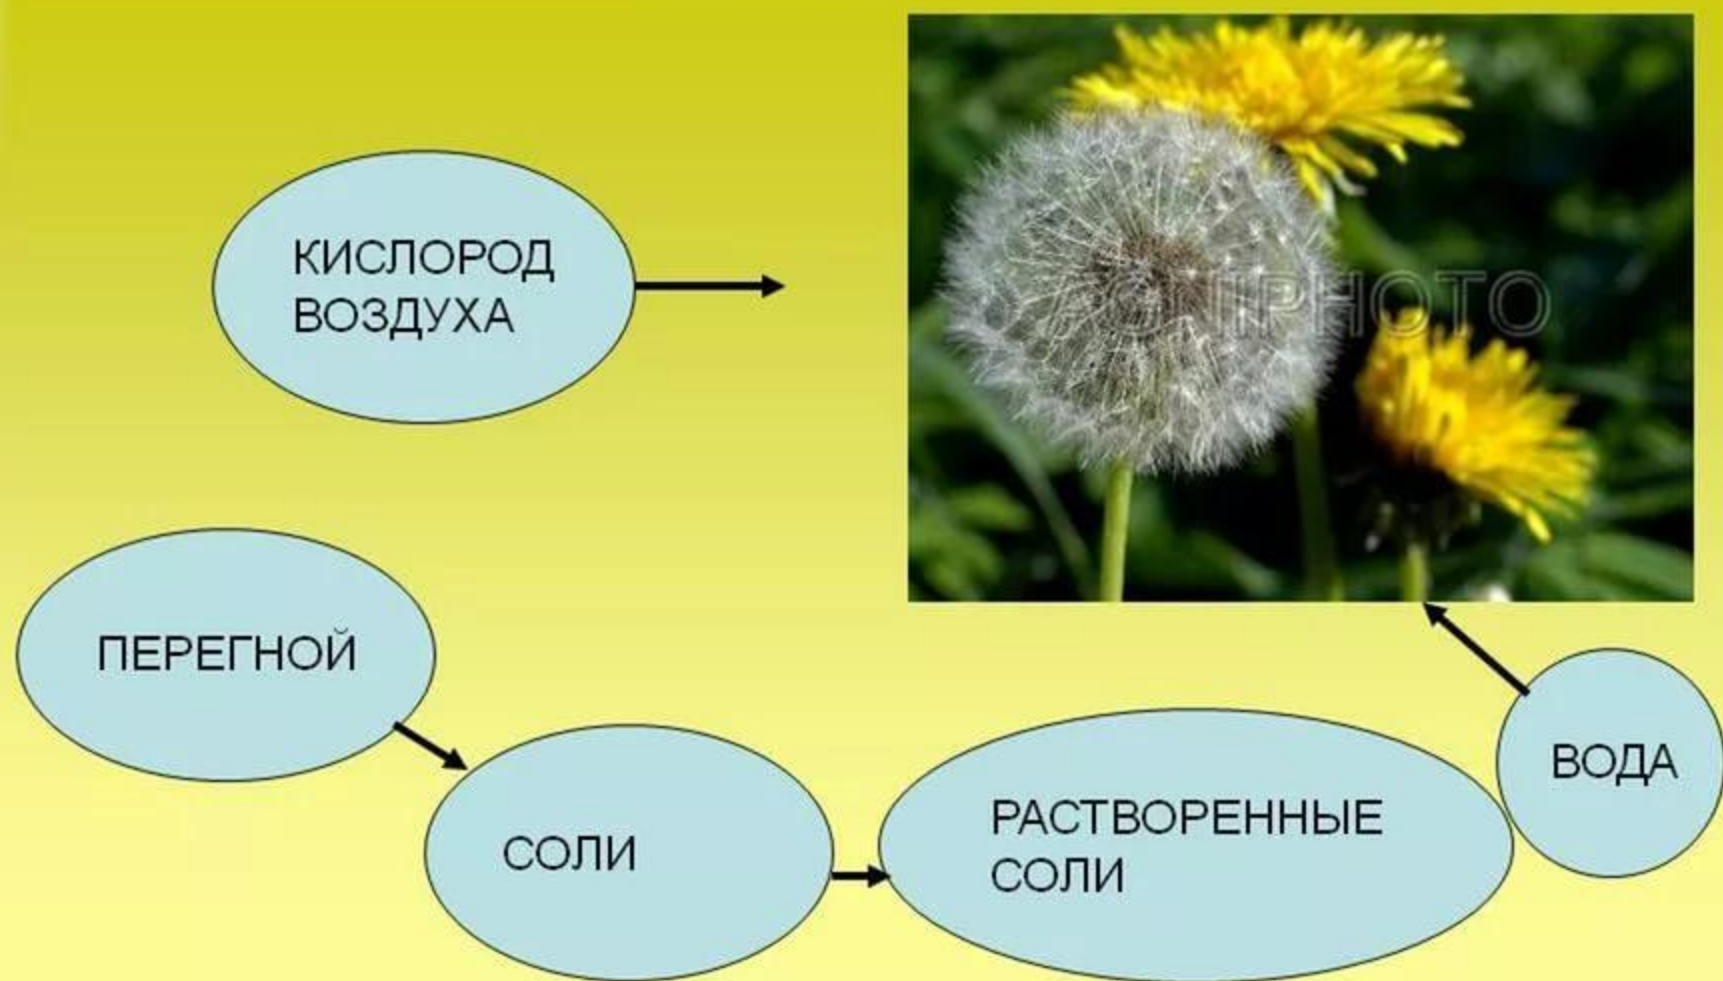 КИСЛОРОД
ВОЗДУХА
ПЕРЕГНОЙ
СОЛИ
РАСТВОРЕННЫЕ
СОЛИ
ВОДА